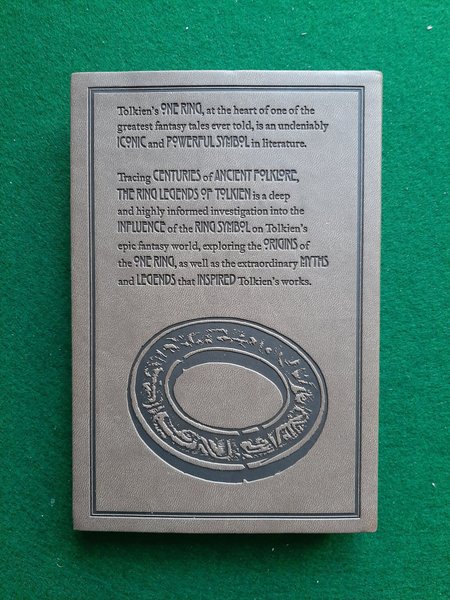 Tolkien's ONE RING, at the heart of one of the
greatest fantasy tales ever told, is an undeniably
ICONIC and POWERFUL SYMBOL in literature.
Tracing CENTURIES of ANCIENT FOLKLORE,
THE RING LEGENDS OF TOLKIEN is a deep
and highly informed investigation into the
INFLUENCE of the RING SYMBOL on Tolkien's
epic fantasy world, exploring the ORIGINS of
the ONE RING, as well as the extraordinary MYTHS
and LEGENDS that INSPIRED Tolkien's works.